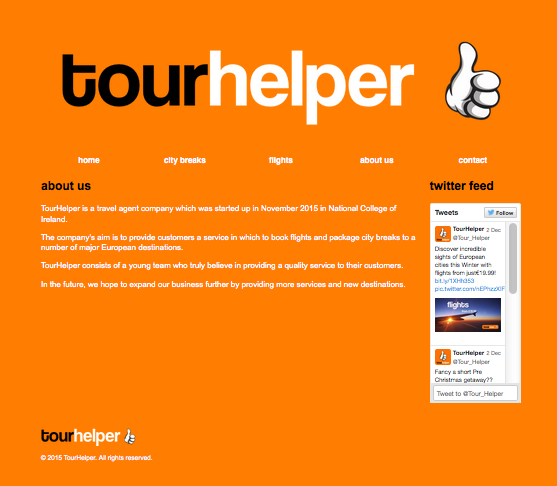 tourhelper
home city breaks flights about us contact
about us
TourHelper is a travel agent company which was started up in November 2015 in National College of
Ireland.
The company's aim is to provide customers a service in which to book flights and package city breaks to a
number of major European destinations.
TourHelper consists of a young team who truly believe in providing a quality service to their customers.
In the future, we hope to expand our business further by providing more services and new destinations.
twitter feed
Tweets Follow
TourHelper 2 Dec
@Tour_Helper
Discover incredible
sights of European
cities this Winter with
flights from just€19.99!
bit.ly/1XHh353
pic.twitter.com/nEPhzzXIF
flights
TourHelper 2 Dec
@Tour_Helper
Fancy a short Pre
Christmas getaway??
Tweet to @Tour_Helper
tourhelper
© 2015 TourHelper. All rights reserved.